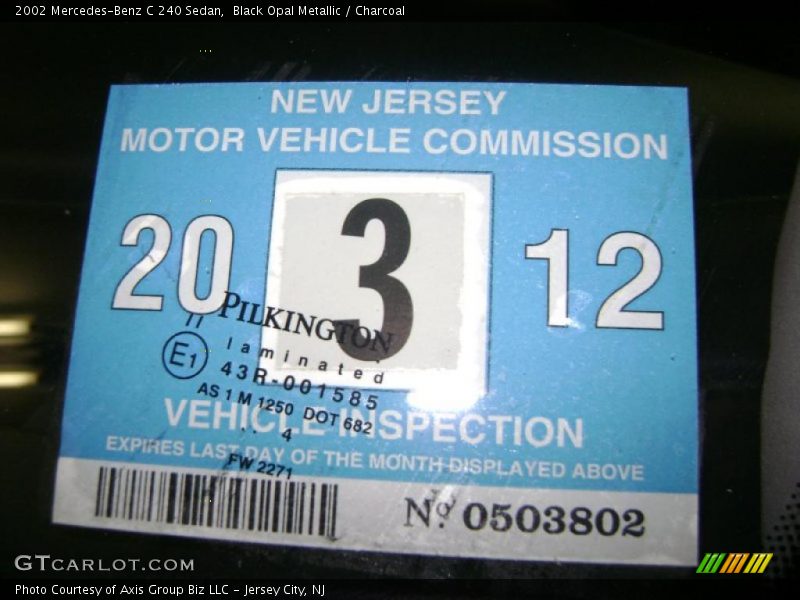 2002 Mercedes-Benz C 240 Sedan,  Black Opal Metallic / Charcoal
NEW JERSEY
MOTOR VEHICLE COMMISSION
20 3 12
PILKINGTON
laminated
E1 43R-001585
AS 1 M 1250 DOT 682
VEHICLE INSPECTION
.. 4
EXPIRES LAST DAY OF THE MONTH DISPLAYED ABOVE
FW 2271
Nº 0503802
GTCARLOT.COM
Photo Courtesy of Axis Group Biz LLC - Jersey City, NJ